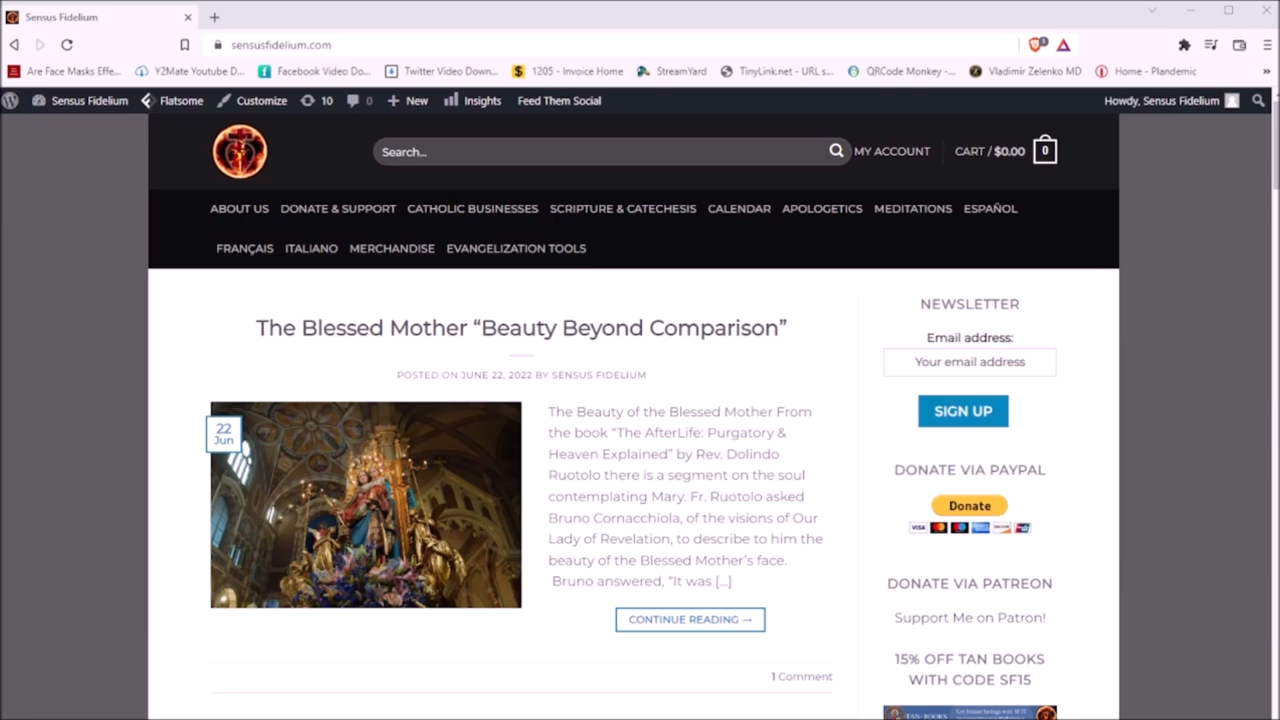 Sensus Fidelium
sensusfidelium.com
Are Face Masks Effe... Y2Mate Youtube D... Facebook Video Do... Twitter Video Down... 1205 - Invoice Home StreamYard TinyLink.net - URL s... QRCode Monkey -... Vladimir Zelenko MD Home - Plandemic »
Sensus Fidelium Flatsome Customize 10 0 New Insights Feed Them Social Howdy, Sensus Fidelium
Search... MY ACCOUNT CART / $0.00 0
ABOUT US DONATE & SUPPORT CATHOLIC BUSINESSES SCRIPTURE & CATECHESIS CALENDAR APOLOGETICS MEDITATIONS ESPAÑOL
FRANÇAIS ITALIANO MERCHANDISE EVANGELIZATION TOOLS
The Blessed Mother “Beauty Beyond Comparison”
POSTED ON JUNE 22, 2022 BY SENSUS FIDELIUM
22
Jun
The Beauty of the Blessed Mother From
the book “The AfterLife: Purgatory &
Heaven Explained” by Rev. Dolindo
Ruotolo there is a segment on the soul
contemplating Mary. Fr. Ruotolo asked
Bruno Cornacchiola, of the visions of Our
Lady of Revelation, to describe to him the
beauty of the Blessed Mother’s face.
Bruno answered, “It was [...]
CONTINUE READING →
1 Comment
NEWSLETTER
Email address:
Your email address
SIGN UP
DONATE VIA PAYPAL
Donate
VISA
DONATE VIA PATREON
Support Me on Patron!
15% OFF TAN BOOKS
WITH CODE SF15
TAN·BOOKS